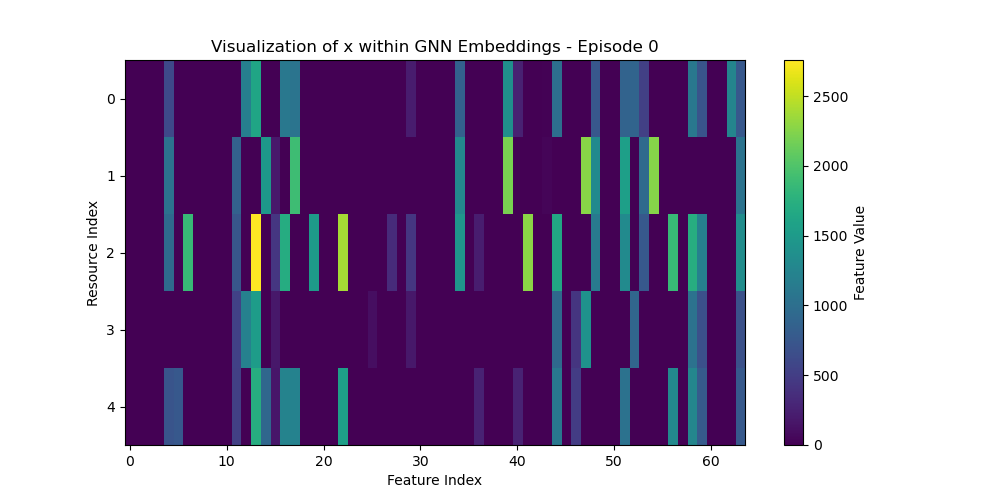 Visualization of x within GNN Embeddings - Episode 0
Resource Index
0
1
2
3
4
0 10 20 30 40 50 60
Feature Index
2500
2000
1500
1000
500
0
Feature Value